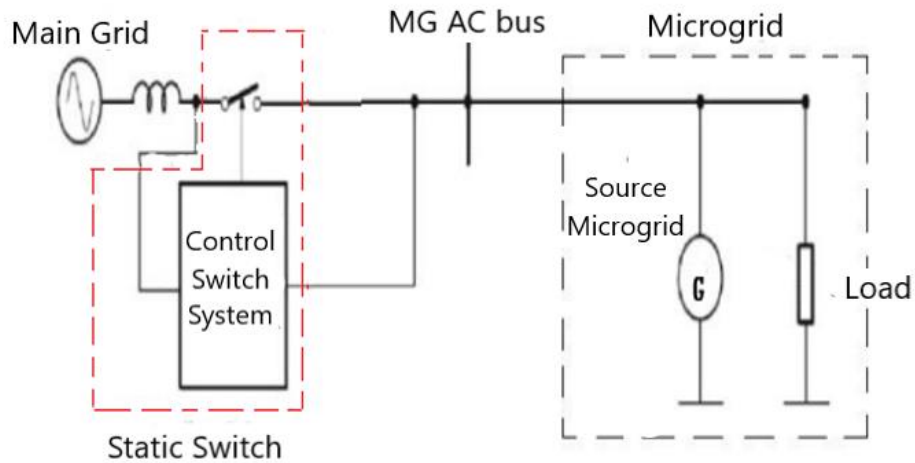 Main Grid
MG AC bus
Microgrid
Source
Microgrid
Control
Switch
System
G
Load
Static Switch